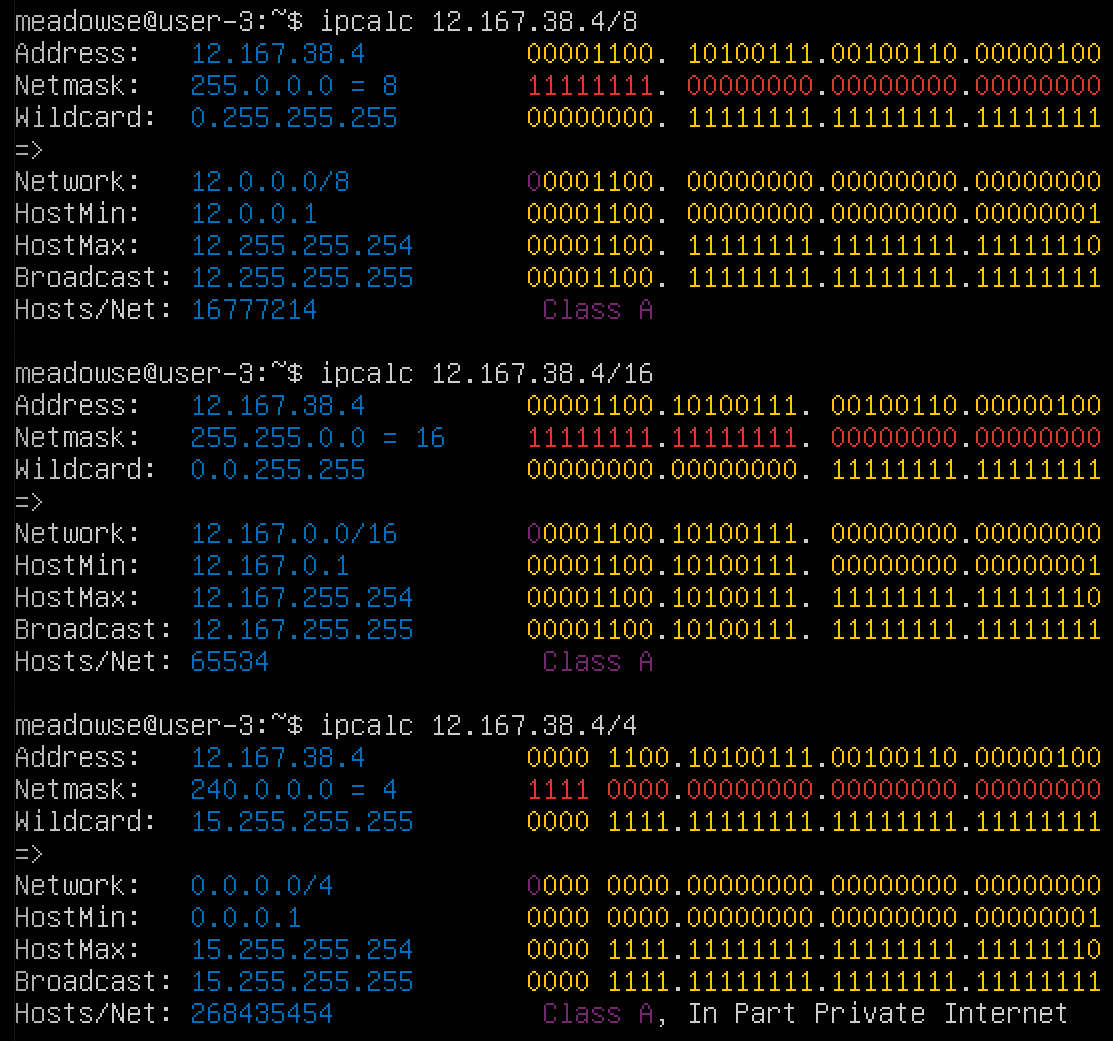 meadowse@user-3:~$ ipcalc 12.167.38.4/8
Address:   12.167.38.4          00001100. 10100111.00100110.00000100
Netmask:   255.0.0.0 = 8        11111111. 00000000.00000000.00000000
Wildcard:  0.255.255.255        00000000. 11111111.11111111.11111111
=>
Network:   12.0.0.0/8           00001100. 00000000.00000000.00000000
HostMin:   12.0.0.1             00001100. 00000000.00000000.00000001
HostMax:   12.255.255.254       00001100. 11111111.11111111.11111110
Broadcast: 12.255.255.255       00001100. 11111111.11111111.11111111
Hosts/Net: 16777214              Class A

meadowse@user-3:~$ ipcalc 12.167.38.4/16
Address:   12.167.38.4          00001100.10100111. 00100110.00000100
Netmask:   255.255.0.0 = 16     11111111.11111111. 00000000.00000000
Wildcard:  0.0.255.255          00000000.00000000. 11111111.11111111
=>
Network:   12.167.0.0/16        00001100.10100111. 00000000.00000000
HostMin:   12.167.0.1           00001100.10100111. 00000000.00000001
HostMax:   12.167.255.254       00001100.10100111. 11111111.11111110
Broadcast: 12.167.255.255       00001100.10100111. 11111111.11111111
Hosts/Net: 65534                 Class A

meadowse@user-3:~$ ipcalc 12.167.38.4/4
Address:   12.167.38.4          0000 1100.10100111.00100110.00000100
Netmask:   240.0.0.0 = 4        1111 0000.00000000.00000000.00000000
Wildcard:  15.255.255.255       0000 1111.11111111.11111111.11111111
=>
Network:   0.0.0.0/4            0000 0000.00000000.00000000.00000000
HostMin:   0.0.0.1              0000 0000.00000000.00000000.00000001
HostMax:   15.255.255.254       0000 1111.11111111.11111111.11111110
Broadcast: 15.255.255.255       0000 1111.11111111.11111111.11111111
Hosts/Net: 268435454             Class A, In Part Private Internet